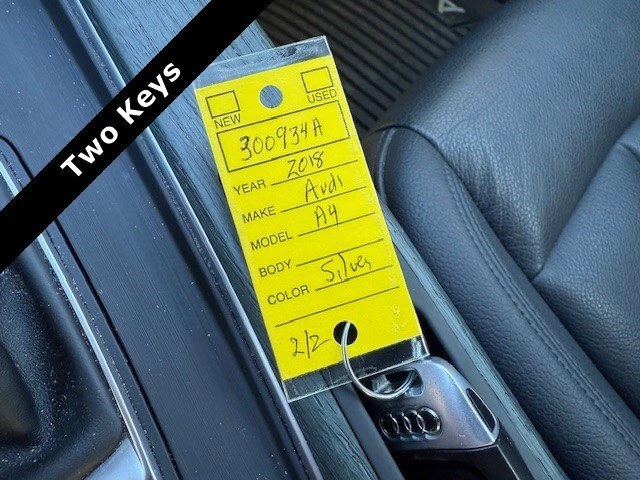 Two Keys
NEW USED
300934A
YEAR 2018
MAKE Audi
MODEL A4
BODY
COLOR Silver
2/2